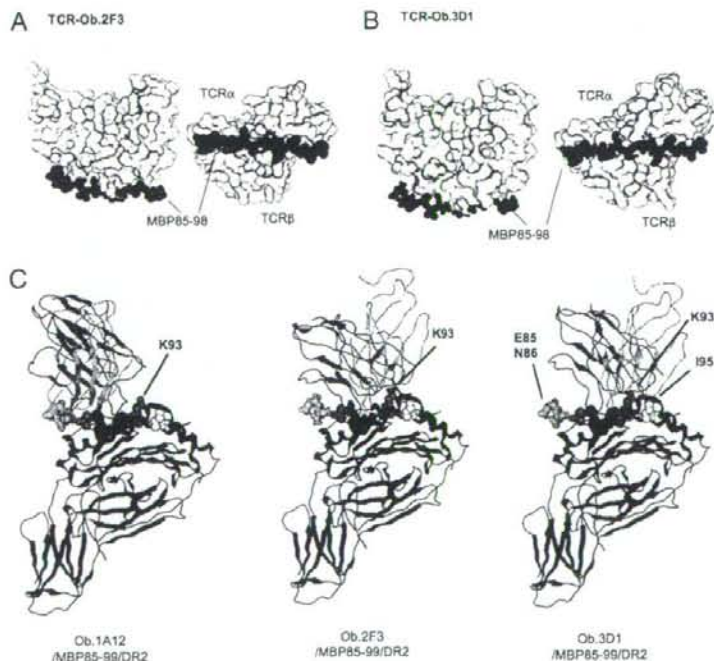 A TCR-Ob.2F3
B TCR-Ob.3D1
TCRα
TCRα
MBP85-98
TCRβ
MBP85-98
TCRβ
C
K93
K93
E85
N86
K93
I95
Ob.1A12
/MBP85-99/DR2
Ob.2F3
/MBP85-99/DR2
Ob.3D1
/MBP85-99/DR2